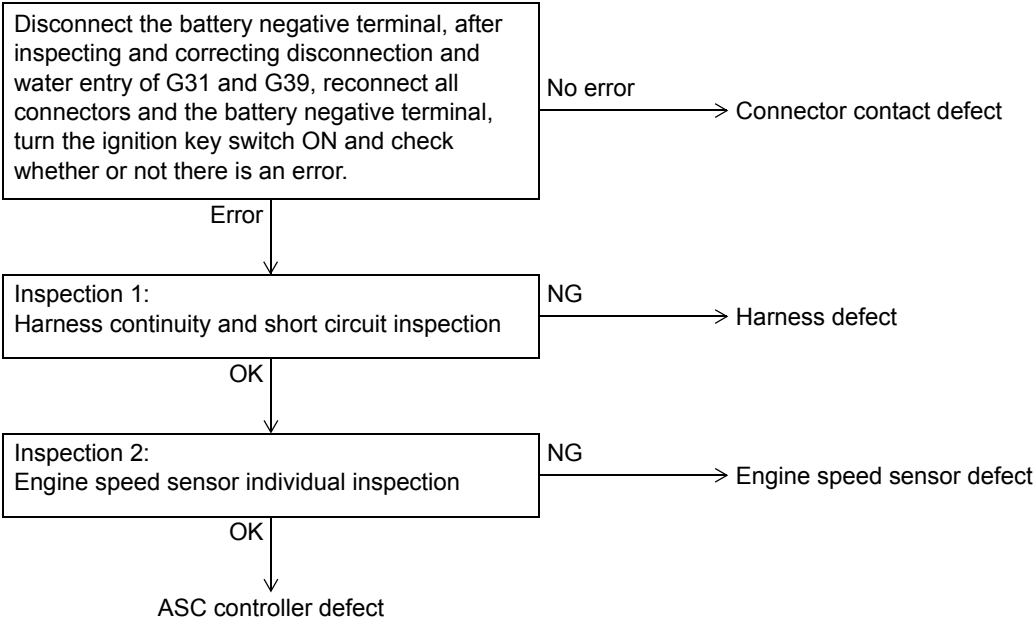 Disconnect the battery negative terminal, after
inspecting and correcting disconnection and
water entry of G31 and G39, reconnect all
connectors and the battery negative terminal,
turn the ignition key switch ON and check
whether or not there is an error.
No error
Connector contact defect
Error
Inspection 1:
Harness continuity and short circuit inspection
NG
Harness defect
OK
Inspection 2:
Engine speed sensor individual inspection
NG
Engine speed sensor defect
OK
ASC controller defect